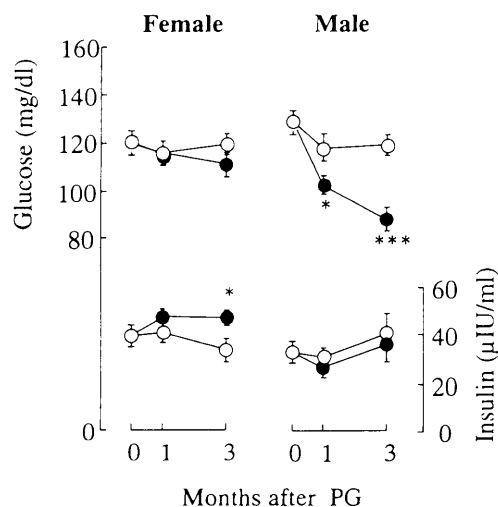 Female Male
Glucose (mg/dl)
160
140
120
100
80
0
*
***
*
60
40
20
0
Insulin (μIU/ml)
0 1 3 0 1 3
Months after PG